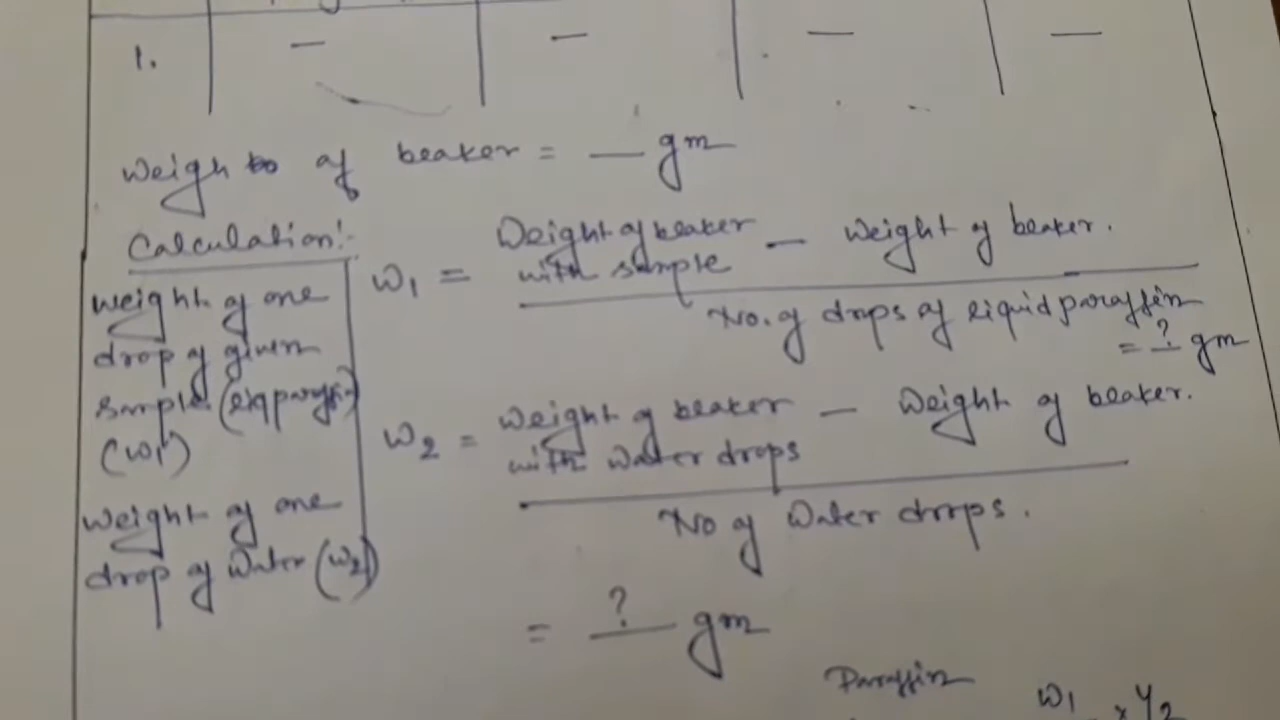 1. — — — —
Weight of beaker = — gm
Calculation:-
Weight of one
drop of given
sample (liq paraffin)
(W1)
W1 = Weight of beaker with sample — Weight of beaker.
No. of drops of liquid paraffin
= ? gm
Weight of one
drop of Water (W2)
W2 = Weight of beaker with Water drops — Weight of beaker.
No of Water drops.
= ? gm
Paraffin
W1 x Y2